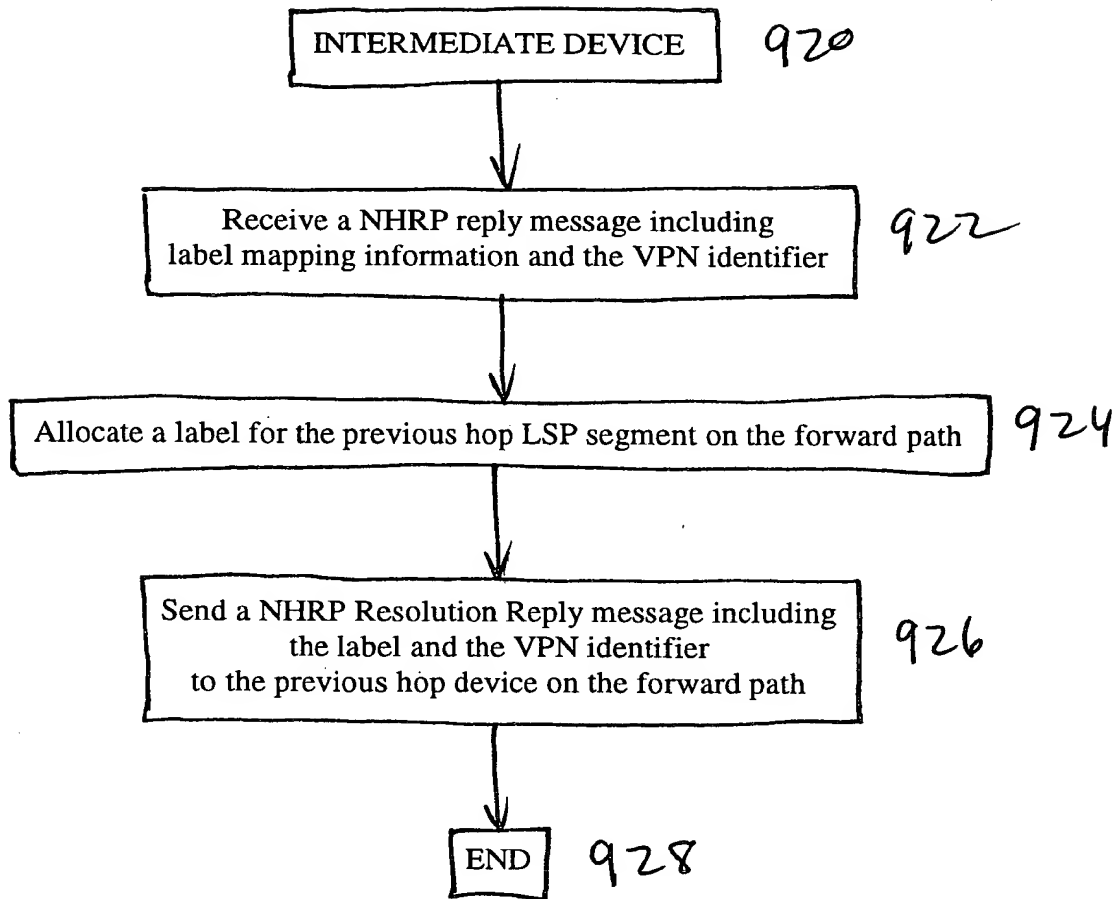 INTERMEDIATE DEVICE 920
Receive a NHRP reply message including
label mapping information and the VPN identifier 922
Allocate a label for the previous hop LSP segment on the forward path 924
Send a NHRP Resolution Reply message including
the label and the VPN identifier 926
to the previous hop device on the forward path
END 928